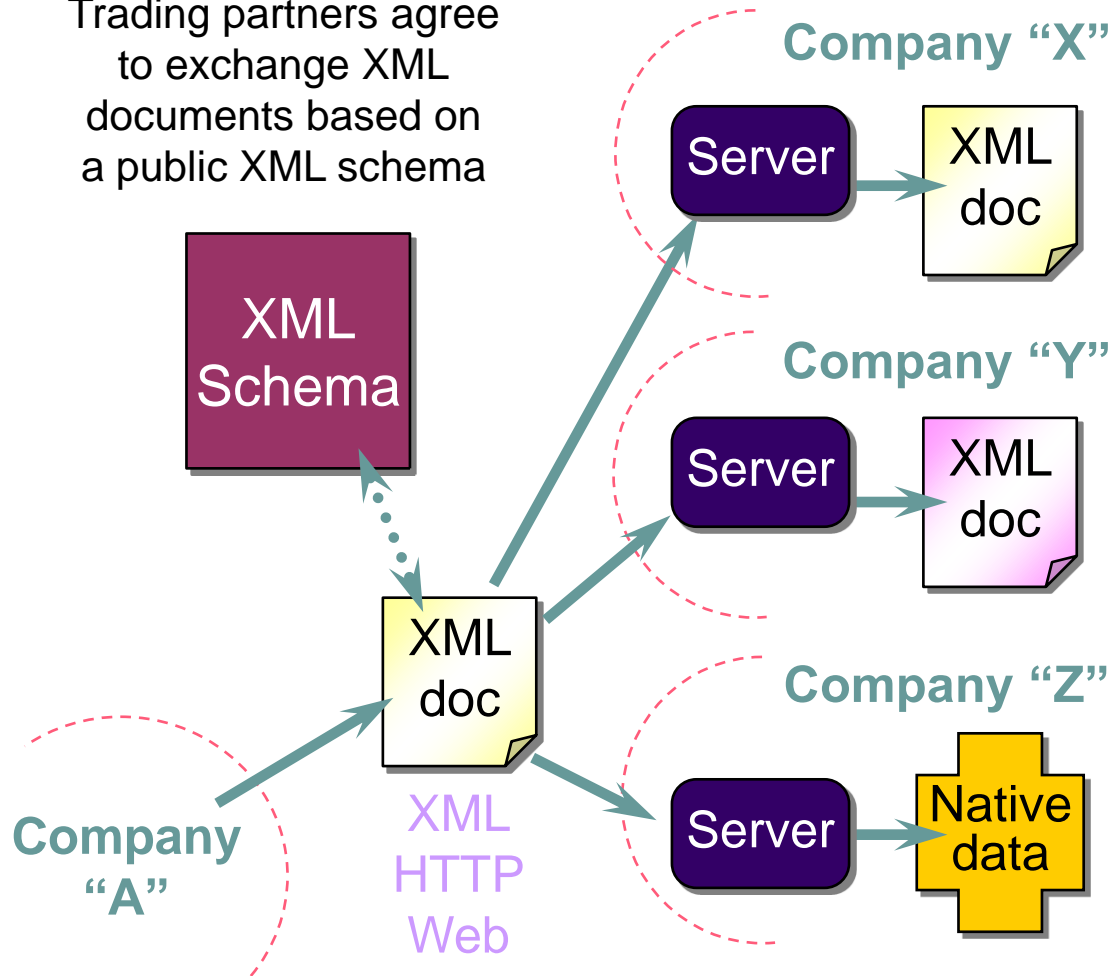 Trading partners agree
to exchange XML
documents based on
a public XML schema
XML
Schema
Company “X”
Server
XML
doc
Company “Y”
Server
XML
doc
XML
doc
Company “Z”
Server
Native
data
Company
“A”
XML
HTTP
Web